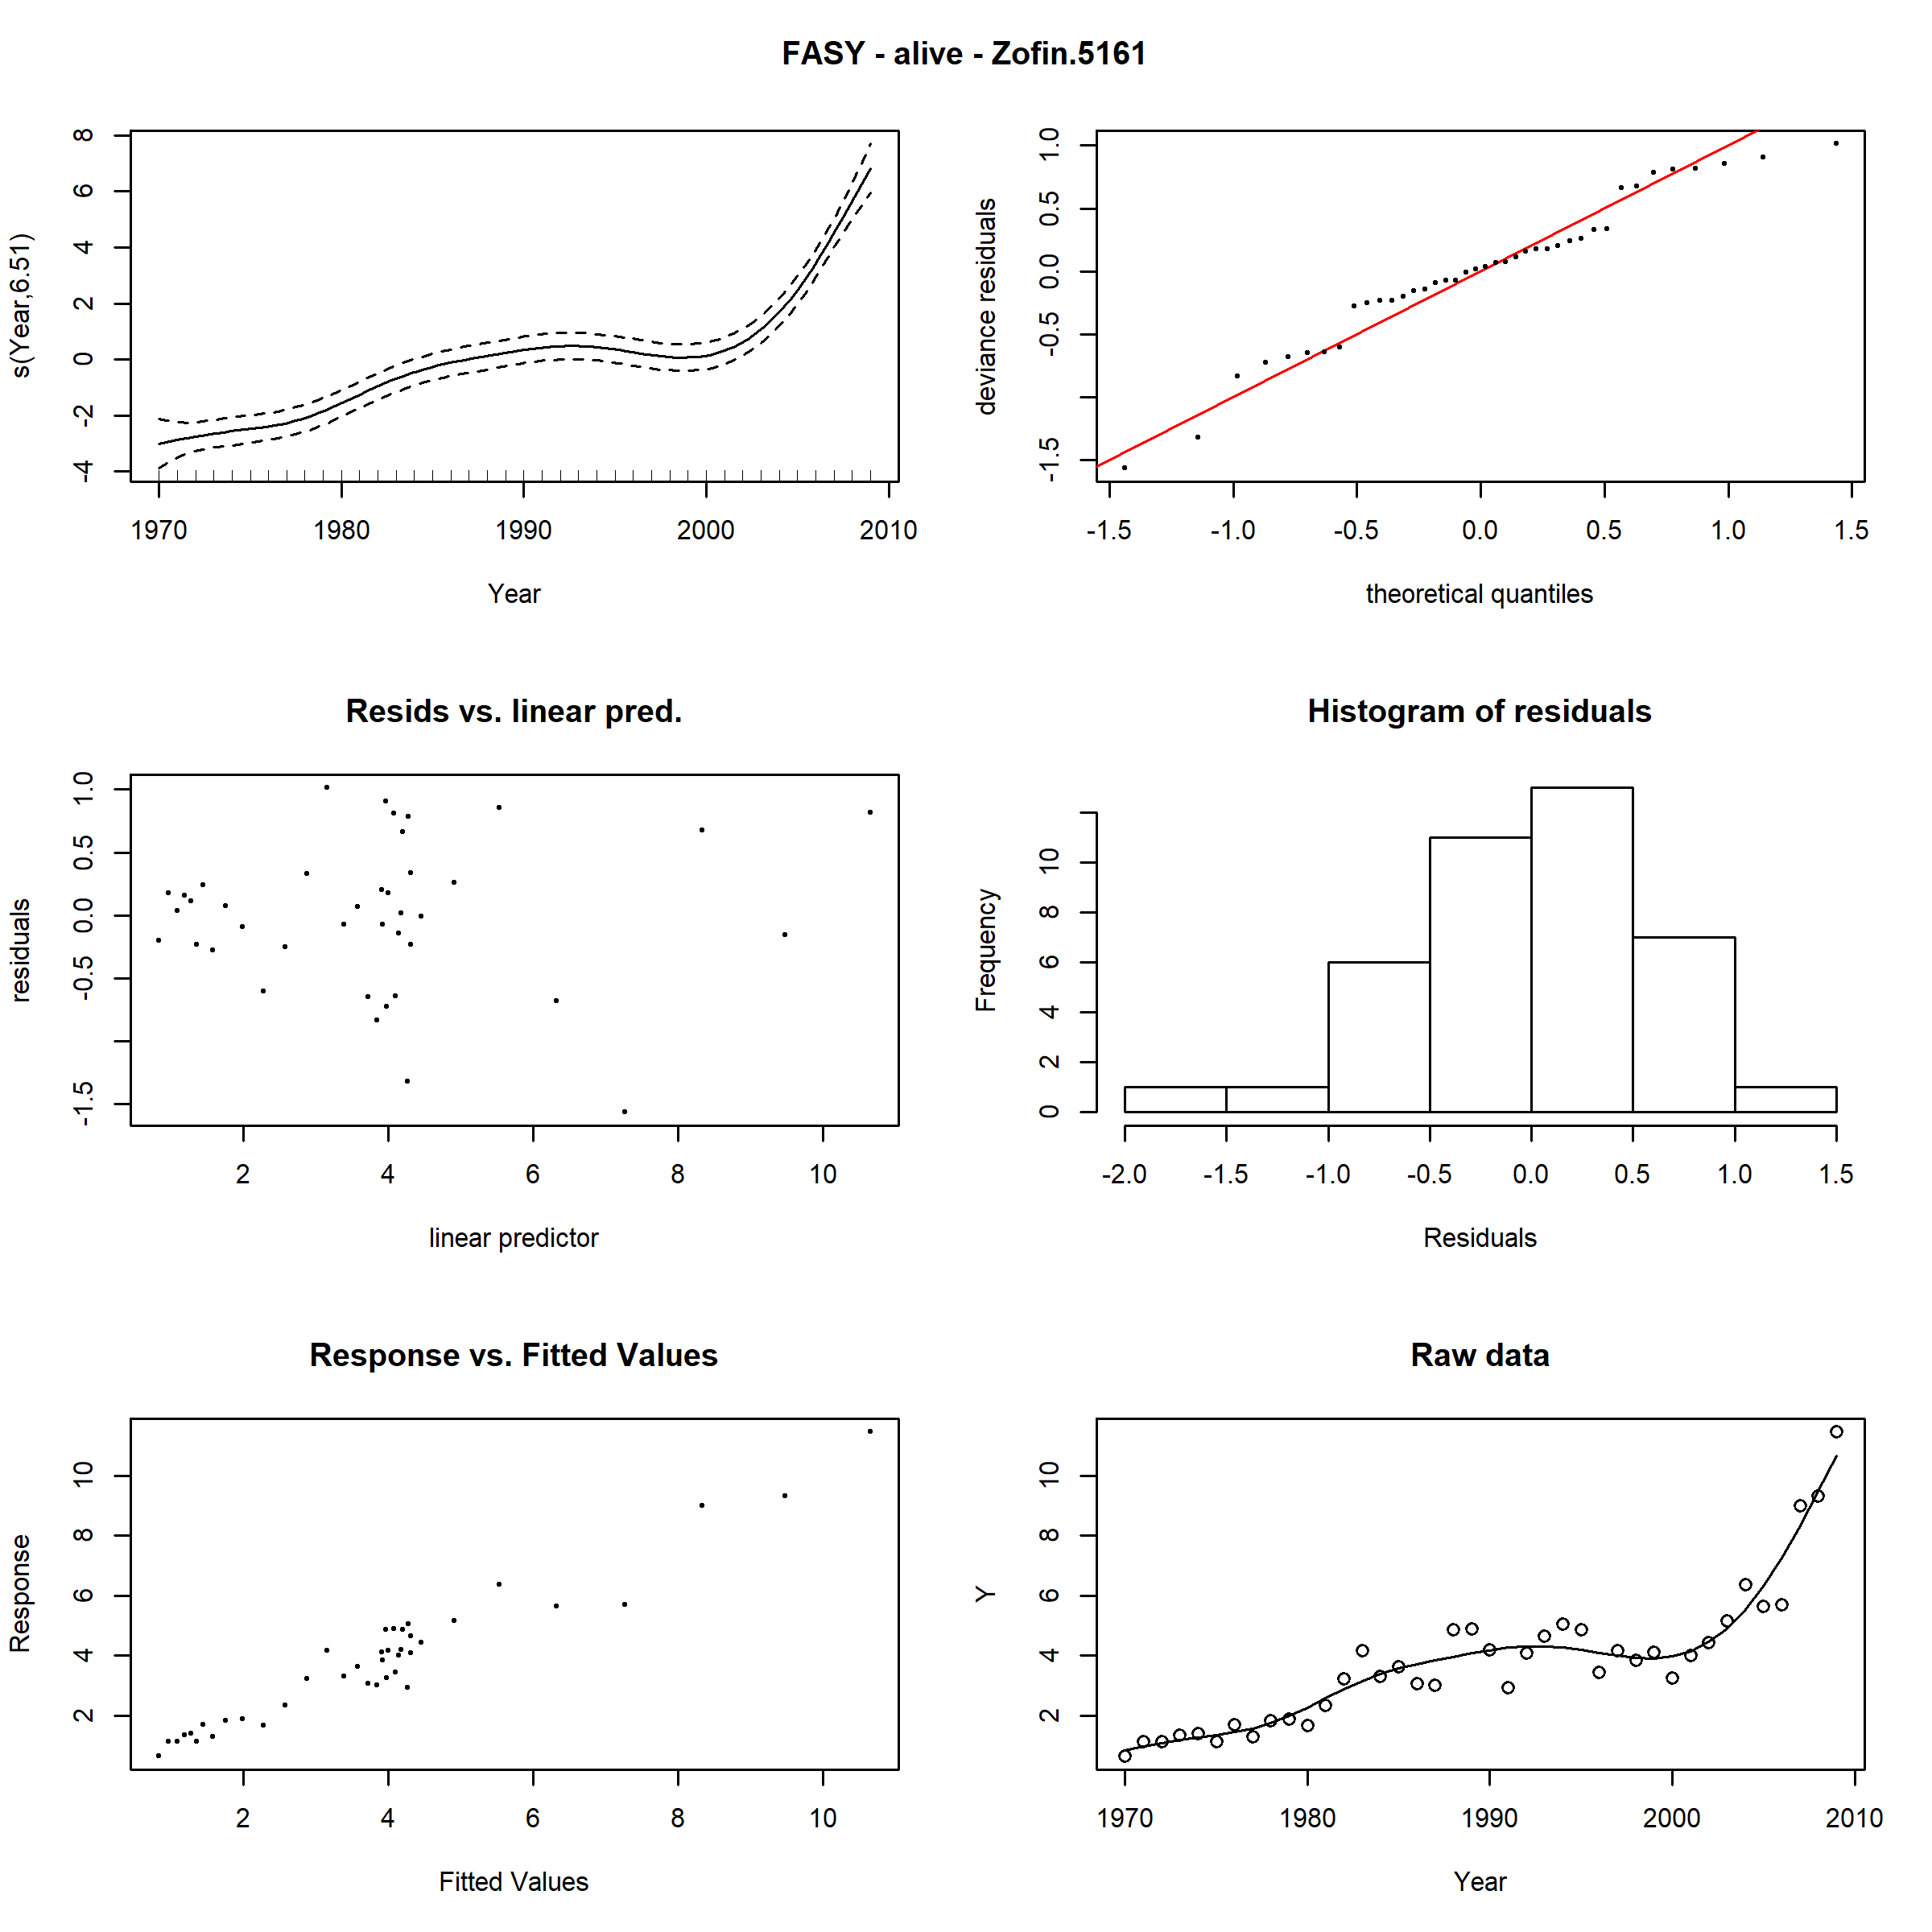 FASY - alive - Zofin.5161
s(Year,6.51)
8
6
4
2
0
-2
-4
1970 1980 1990 2000 2010
Year
deviance residuals
1.0
0.5
0.0
-0.5
-1.5
-1.5 -1.0 -0.5 0.0 0.5 1.0 1.5
theoretical quantiles
Resids vs. linear pred.
residuals
1.0
0.5
0.0
-0.5
-1.5
2 4 6 8 10
linear predictor
Histogram of residuals
Frequency
10
8
6
4
2
0
-2.0 -1.5 -1.0 -0.5 0.0 0.5 1.0 1.5
Residuals
Response vs. Fitted Values
Response
10
8
6
4
2
2 4 6 8 10
Fitted Values
Raw data
Y
10
8
6
4
2
1970 1980 1990 2000 2010
Year